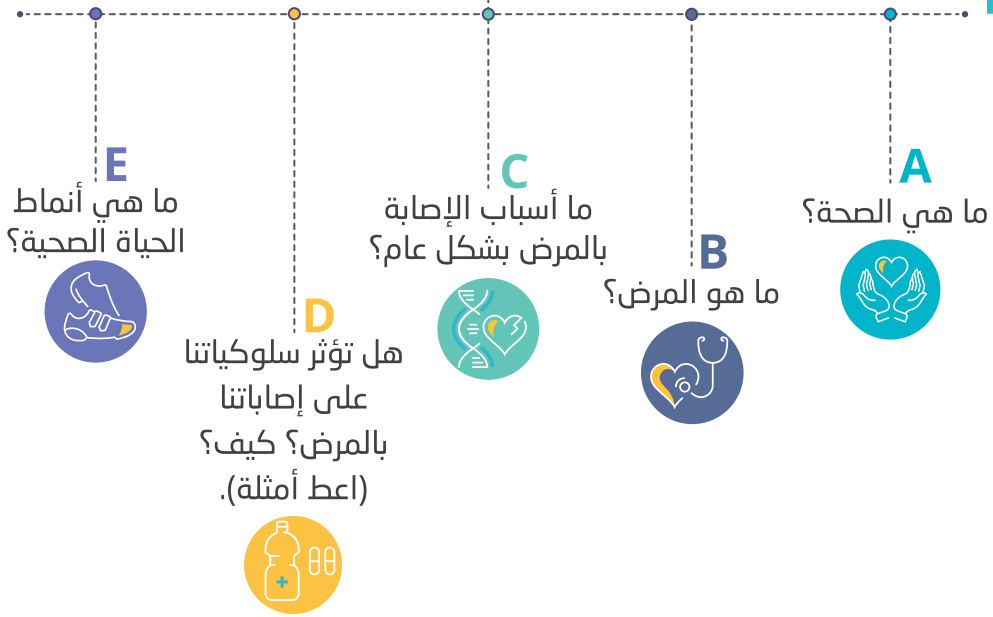 A
ما هي الصحة؟
B
ما هو المرض؟
C
ما أسباب الإصابة
بالمرض بشكل عام؟
D
هل تؤثر سلوكياتنا
على إصاباتنا
بالمرض؟ كيف؟
(اعط أمثلة).
E
ما هي أنماط
الحياة الصحية؟